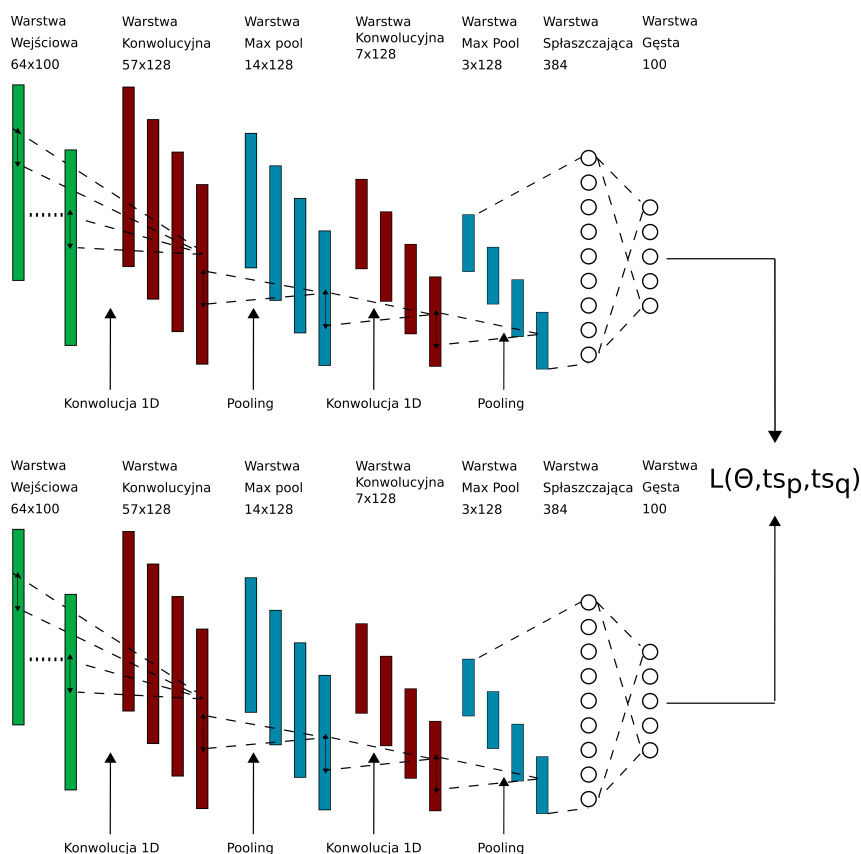 Warstwa
Wejściowa
64x100
Warstwa
Konwolucyjna
57x128
Warstwa
Max pool
14x128
Warstwa
Konwolucyjna
7x128
Warstwa
Max Pool
3x128
Warstwa
Spłaszczająca
384
Warstwa
Gęsta
100
Konwolucja 1D
Pooling
Konwolucja 1D
Pooling
L(Θ,tsp,tsq)
Warstwa
Wejściowa
64x100
Warstwa
Konwolucyjna
57x128
Warstwa
Max pool
14x128
Warstwa
Konwolucyjna
7x128
Warstwa
Max Pool
3x128
Warstwa
Spłaszczająca
384
Warstwa
Gęsta
100
Konwolucja 1D
Pooling
Konwolucja 1D
Pooling